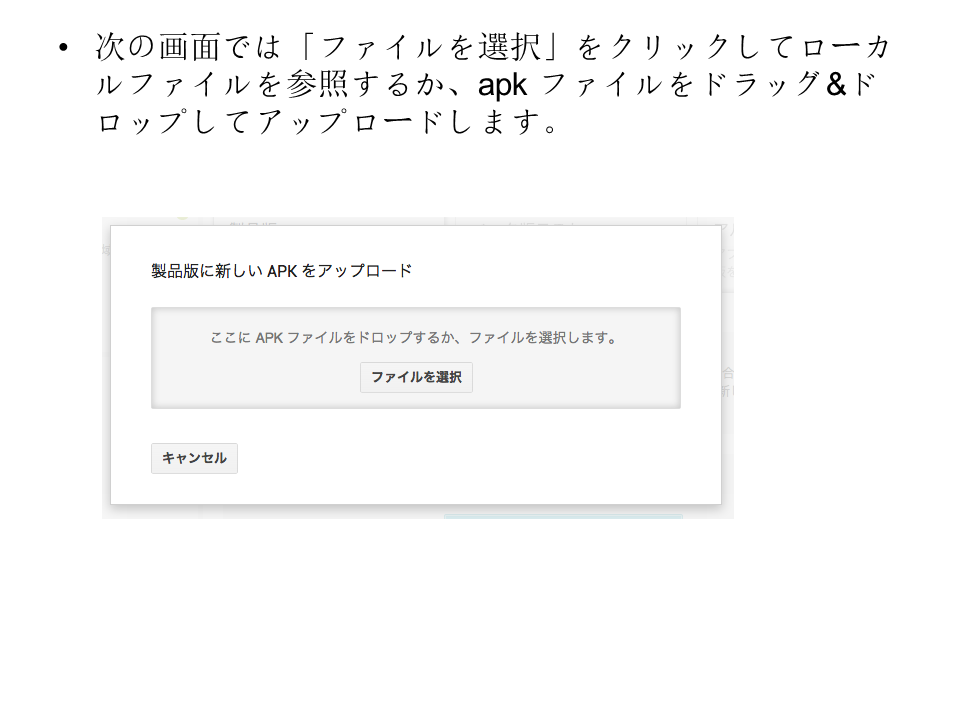 • 次の画面では「ファイルを選択」をクリックしてローカ
ルファイルを参照するか、apk ファイルをドラッグ&ド
ロップしてアップロードします。
製品版に新しい APK をアップロード
ここに APK ファイルをドロップするか、ファイルを選択します。
ファイルを選択
キャンセル